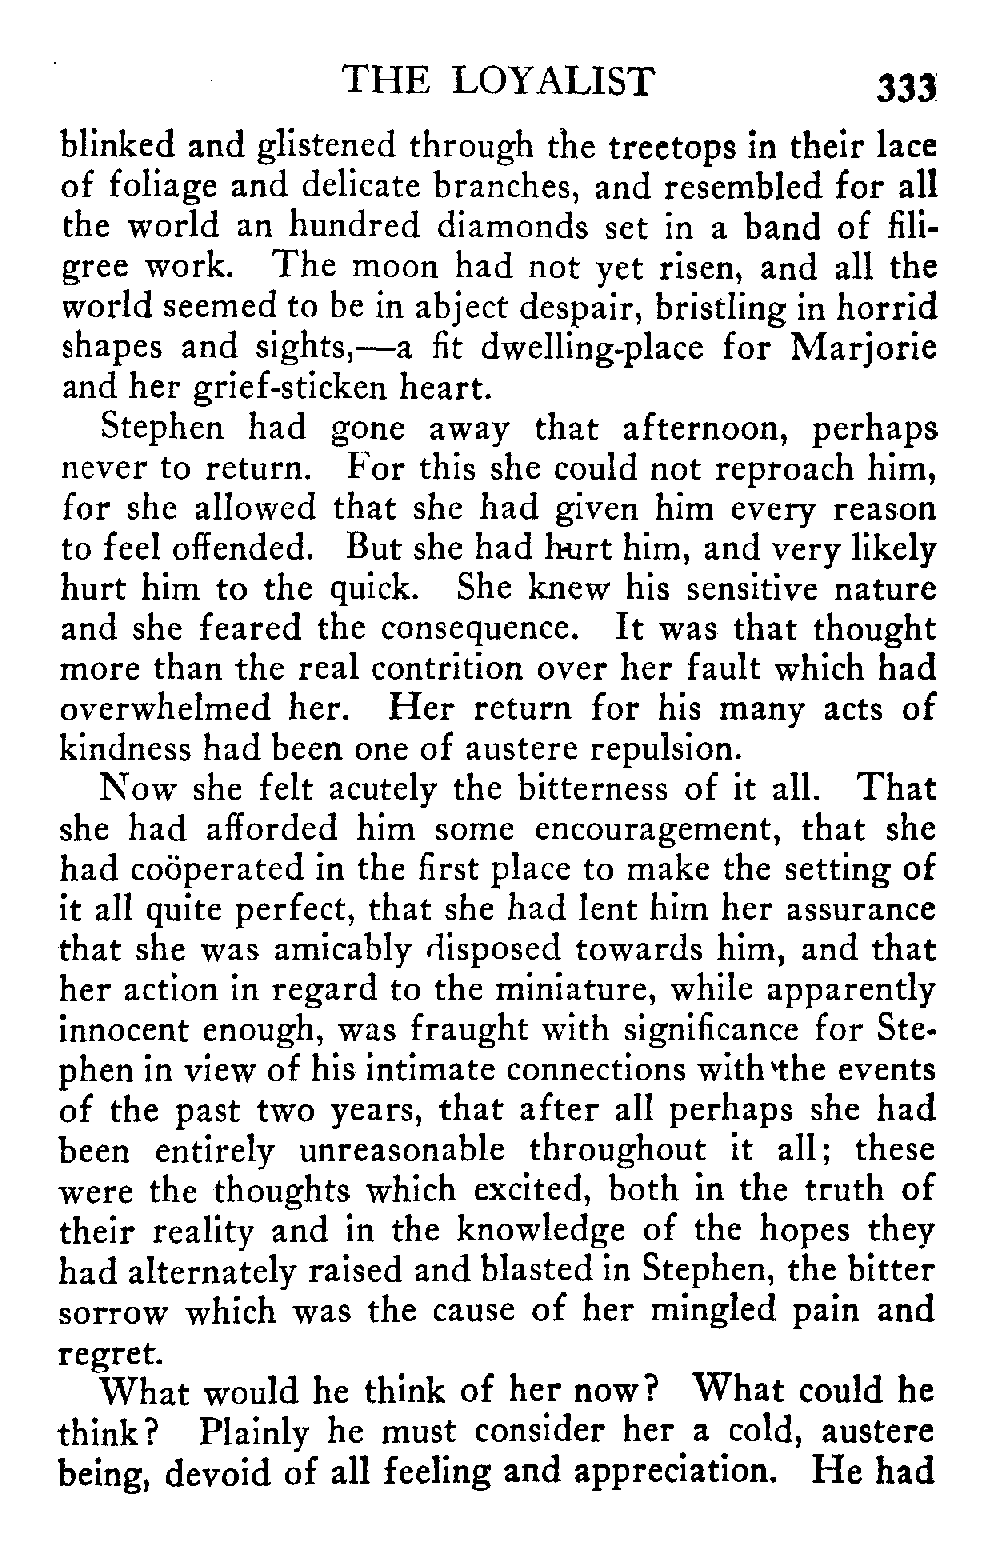 THE LOYALIST 333
blinked and glistened through the treetops in their lace
of foliage and delicate branches, and resembled for all
the world an hundred diamonds set in a band of fili-
gree work. The moon had not yet risen, and all the
world seemed to be in abject despair, bristling in horrid
shapes and sights,—a fit dwelling-place for Marjorie
and her grief-sticken heart.
Stephen had gone away that afternoon, perhaps
never to return. For this she could not reproach him,
for she allowed that she had given him every reason
to feel offended. But she had hurt him, and very likely
hurt him to the quick. She knew his sensitive nature
and she feared the consequence. It was that thought
more than the real contrition over her fault which had
overwhelmed her. Her return for his many acts of
kindness had been one of austere repulsion.
Now she felt acutely the bitterness of it all. That
she had afforded him some encouragement, that she
had coöperated in the first place to make the setting of
it all quite perfect, that she had lent him her assurance
that she was amicably disposed towards him, and that
her action in regard to the miniature, while apparently
innocent enough, was fraught with significance for Ste-
phen in view of his intimate connections with the events
of the past two years, that after all perhaps she had
been entirely unreasonable throughout it all; these
were the thoughts which excited, both in the truth of
their reality and in the knowledge of the hopes they
had alternately raised and blasted in Stephen, the bitter
sorrow which was the cause of her mingled pain and
regret.
What would he think of her now? What could he
think? Plainly he must consider her a cold, austere
being, devoid of all feeling and appreciation. He had